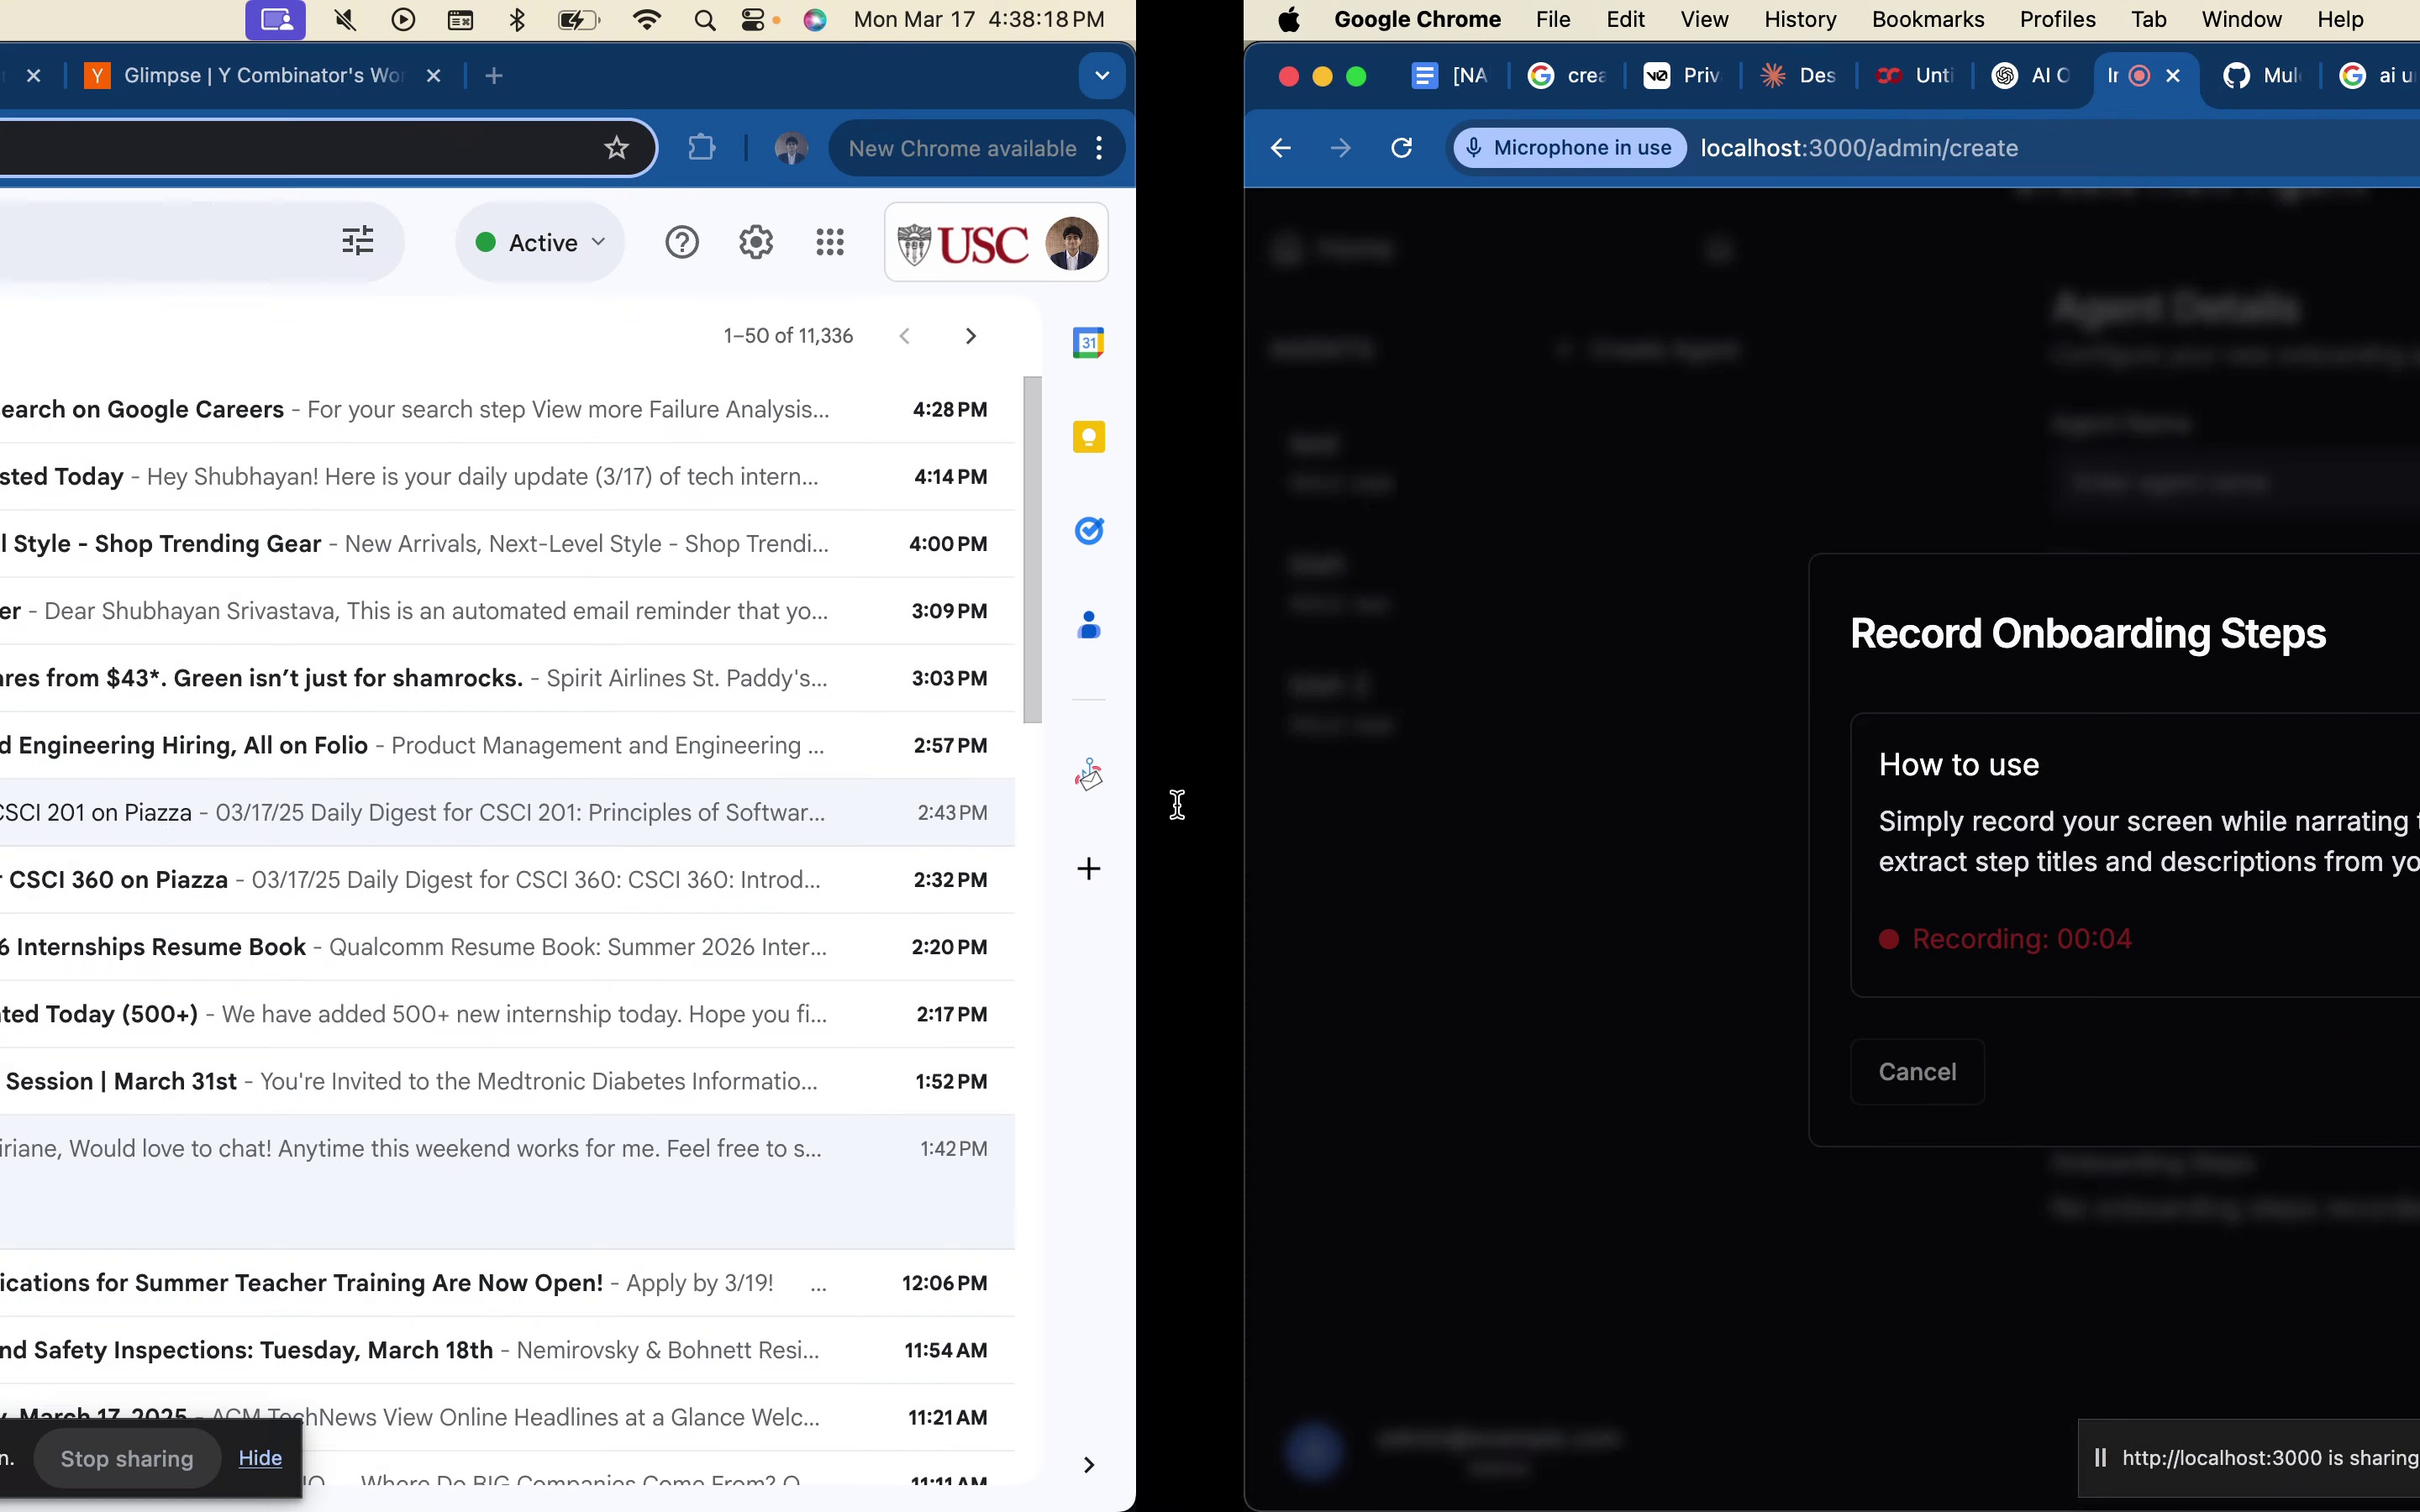 Mon Mar 17 4:38:18 PM
Glimpse | Y Combinator's Wor
New Chrome available
Active
USC
1–50 of 11,336
31
earch on Google Careers - For your search step View more Failure Analysis... 4:28 PM
sted Today - Hey Shubhayan! Here is your daily update (3/17) of tech intern... 4:14 PM
l Style - Shop Trending Gear - New Arrivals, Next-Level Style - Shop Trendi... 4:00 PM
er - Dear Shubhayan Srivastava, This is an automated email reminder that yo... 3:09 PM
ares from $43*. Green isn't just for shamrocks. - Spirit Airlines St. Paddy's... 3:03 PM
d Engineering Hiring, All on Folio - Product Management and Engineering ... 2:57 PM
CSCI 201 on Piazza - 03/17/25 Daily Digest for CSCI 201: Principles of Softwar... 2:43 PM
r CSCI 360 on Piazza - 03/17/25 Daily Digest for CSCI 360: CSCI 360: Introd... 2:32 PM
6 Internships Resume Book - Qualcomm Resume Book: Summer 2026 Inter... 2:20 PM
ated Today (500+) - We have added 500+ new internship today. Hope you fi... 2:17 PM
Session | March 31st - You're Invited to the Medtronic Diabetes Informatio... 1:52 PM
iriane, Would love to chat! Anytime this weekend works for me. Feel free to s... 1:42 PM
ications for Summer Teacher Training Are Now Open! - Apply by 3/19! ... 12:06 PM
nd Safety Inspections: Tuesday, March 18th - Nemirovsky & Bohnett Resi... 11:54 AM
y, March 17, 2025 - ACM TechNews View Online Headlines at a Glance Welc... 11:21 AM
Where Do BIG Companies Come From? 11:11 AM
n. Stop sharing Hide
Google Chrome File Edit View History Bookmarks Profiles Tab Window Help
[NA crea Priv Des Unti AI O Ir Mul ai u
Microphone in use localhost:3000/admin/create
Home
AGENTS + Create Agent
Agent Details
Agent Name
Enter agent name
Record Onboarding Steps
How to use
Simply record your screen while narrating t
extract step titles and descriptions from yo
Recording: 00:04
Cancel
Onboarding Steps
http://localhost:3000 is sharing